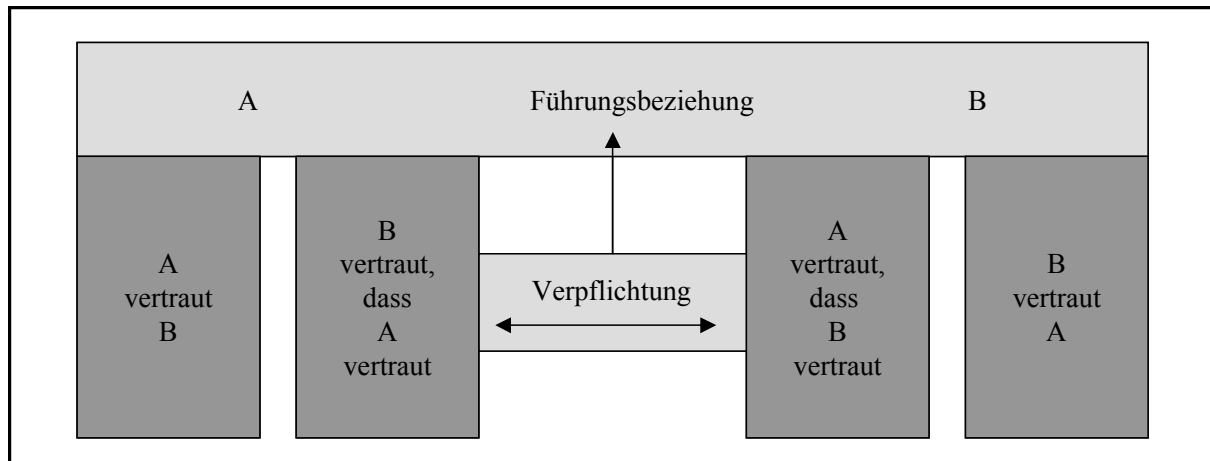 A Führungsbeziehung B
A
vertraut
B
B
vertraut,
dass
A
vertraut
Verpflichtung
A
vertraut,
dass
B
vertraut
B
vertraut
A